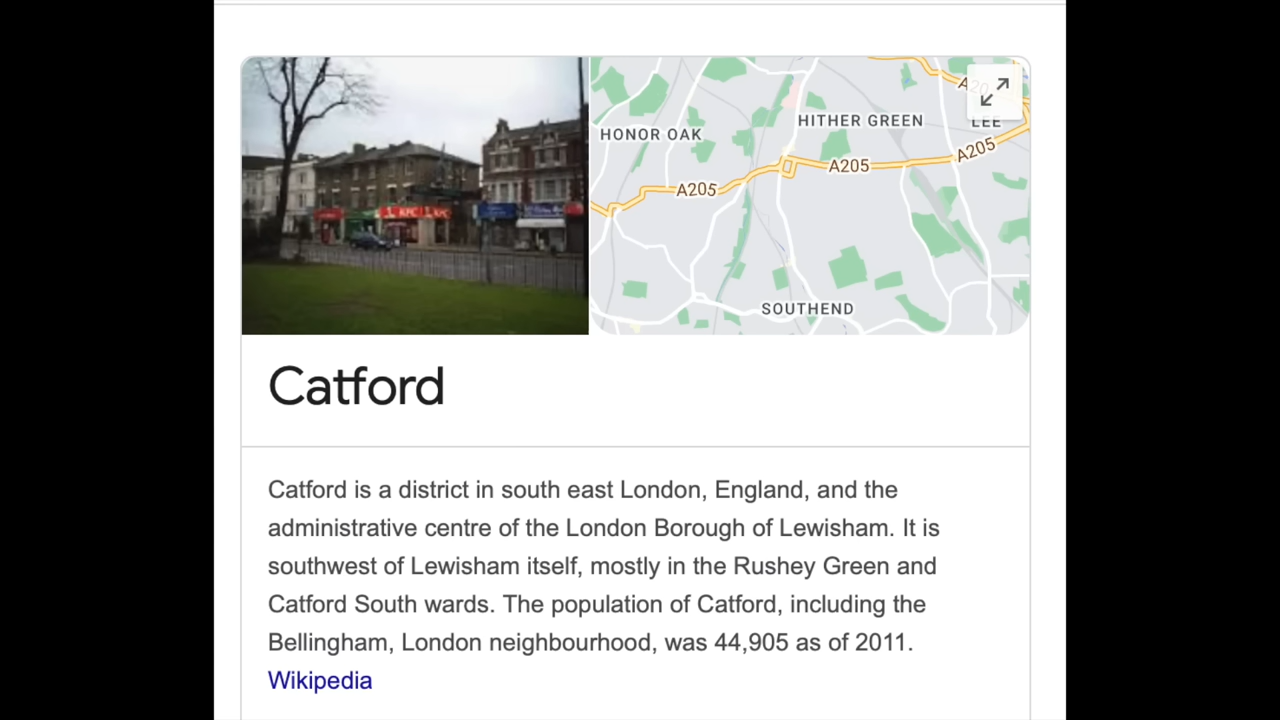 A20
HITHER GREEN
LEE
HONOR OAK
A205
A205
A205
SOUTHEND
KFC
KFC
Catford
Catford is a district in south east London, England, and the
administrative centre of the London Borough of Lewisham. It is
southwest of Lewisham itself, mostly in the Rushey Green and
Catford South wards. The population of Catford, including the
Bellingham, London neighbourhood, was 44,905 as of 2011.
Wikipedia